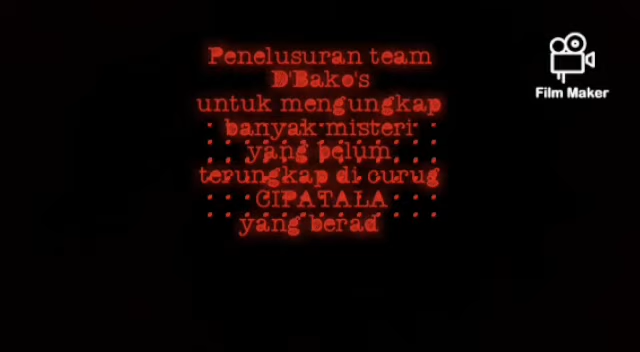 Penelusuran team
D'Bako's
untuk mengungkap
banyak misteri
yang belum
terungkap di curug
CIPATALA
yang berad
Film Maker